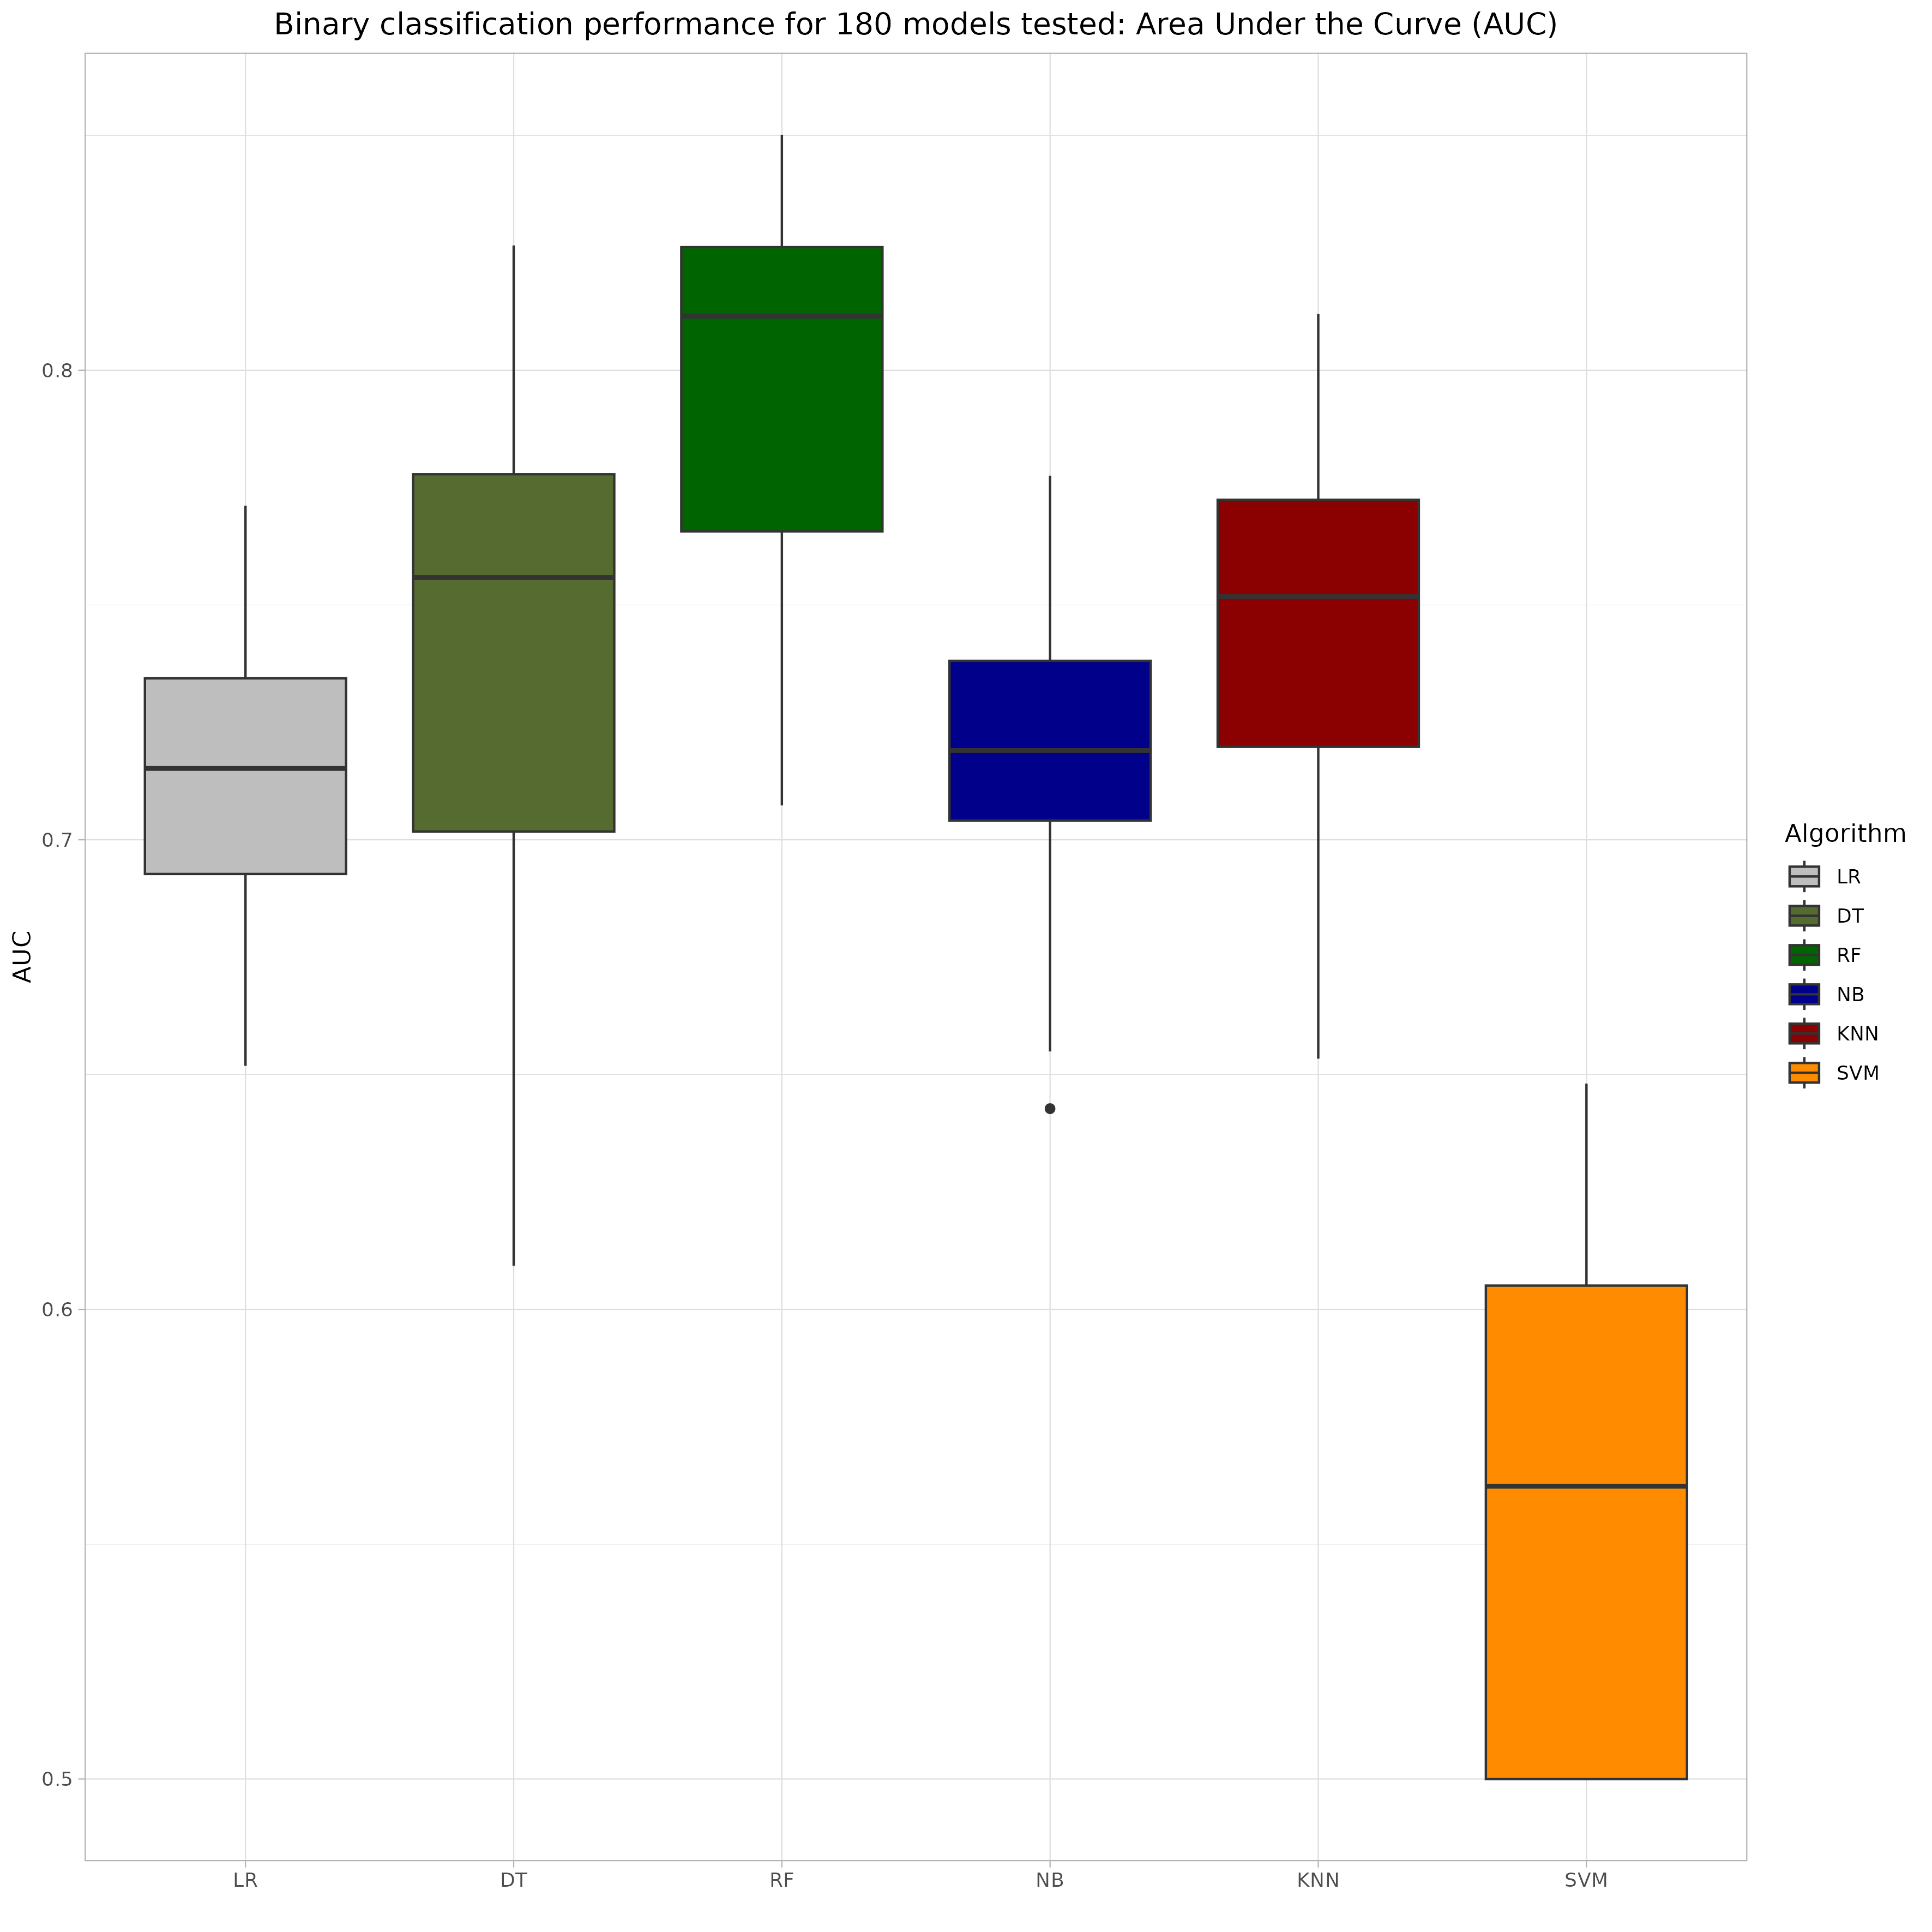 Binary classification performance for 180 models tested: Area Under the Curve (AUC)
AUC
0.8
0.7
0.6
0.5
LR DT RF NB KNN SVM
Algorithm
LR
DT
RF
NB
KNN
SVM